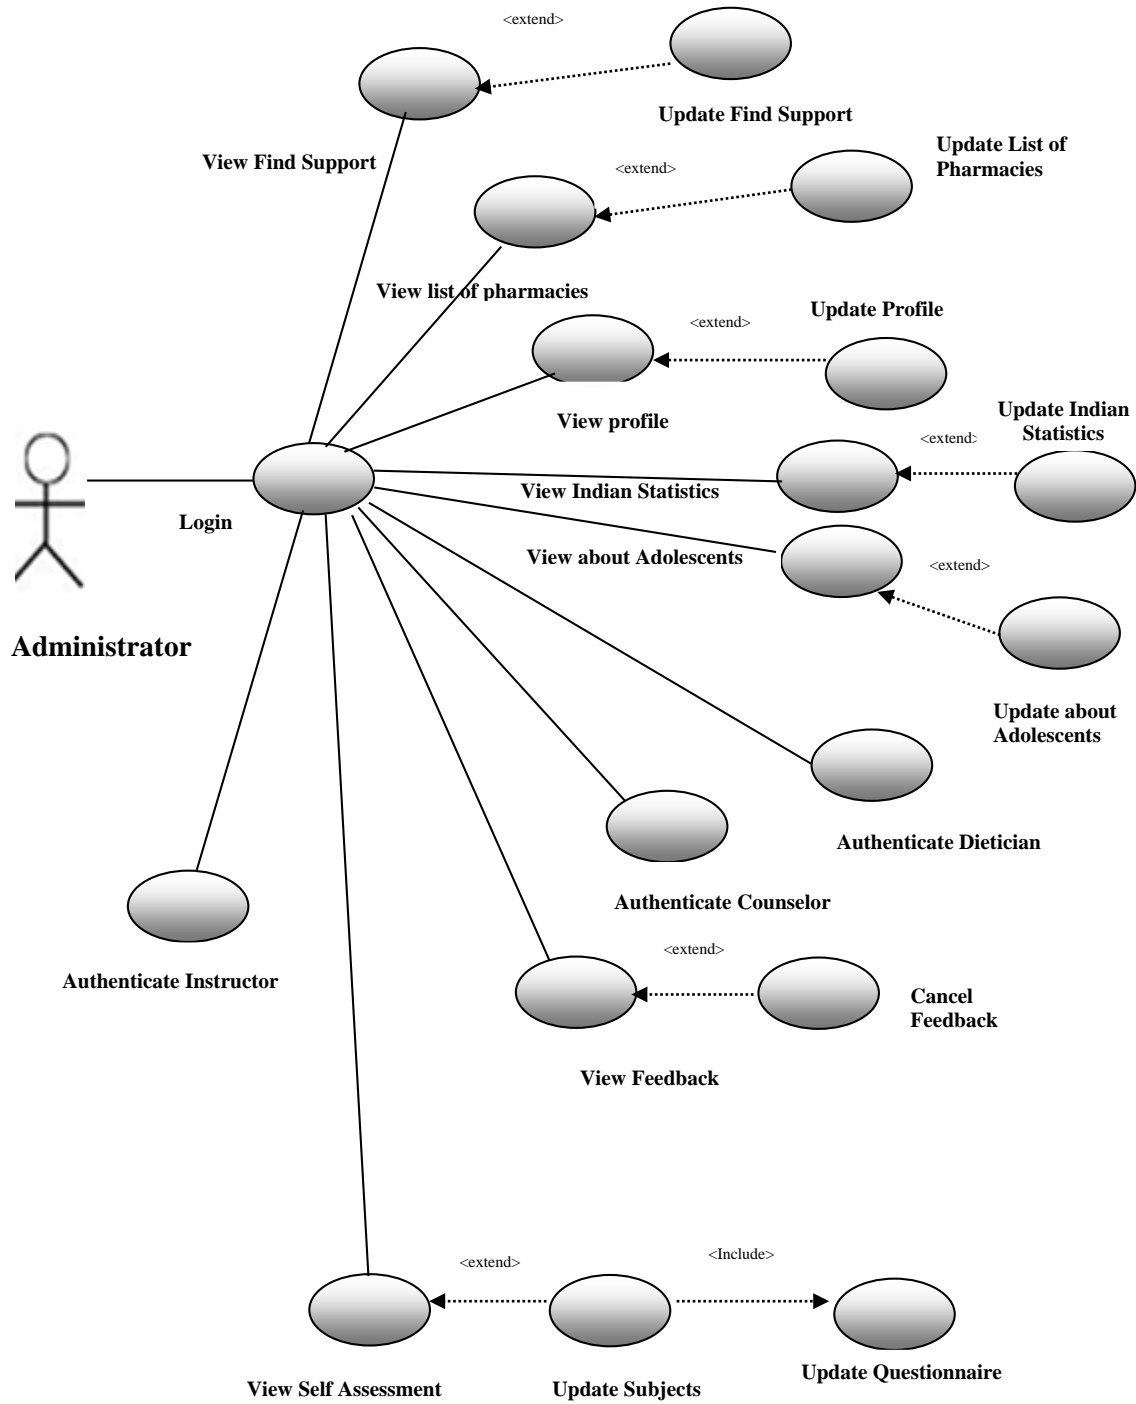 <extend>
Update Find Support
View Find Support
Update List of
Pharmacies
<extend>
View list of pharmacies
Update Profile
<extend>
View profile
Update Indian
Statistics
<extend>
View Indian Statistics
Login
View about Adolescents
<extend>
Administrator
Update about
Adolescents
Authenticate Dietician
Authenticate Counselor
<extend>
Authenticate Instructor
Cancel
Feedback
View Feedback
<Include>
<extend>
Update Questionnaire
View Self Assessment
Update Subjects